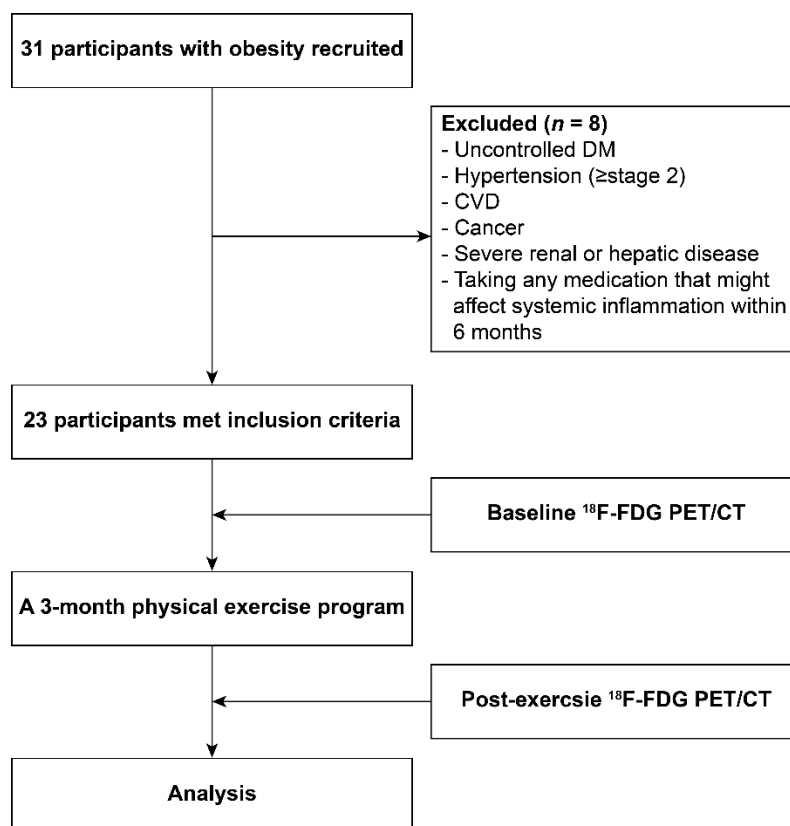 31 participants with obesity recruited
Excluded (n = 8)
- Uncontrolled DM
- Hypertension (≥stage 2)
- CVD
- Cancer
- Severe renal or hepatic disease
- Taking any medication that might
affect systemic inflammation within
6 months
23 participants met inclusion criteria
Baseline ¹⁸F-FDG PET/CT
A 3-month physical exercise program
Post-exercsie ¹⁸F-FDG PET/CT
Analysis